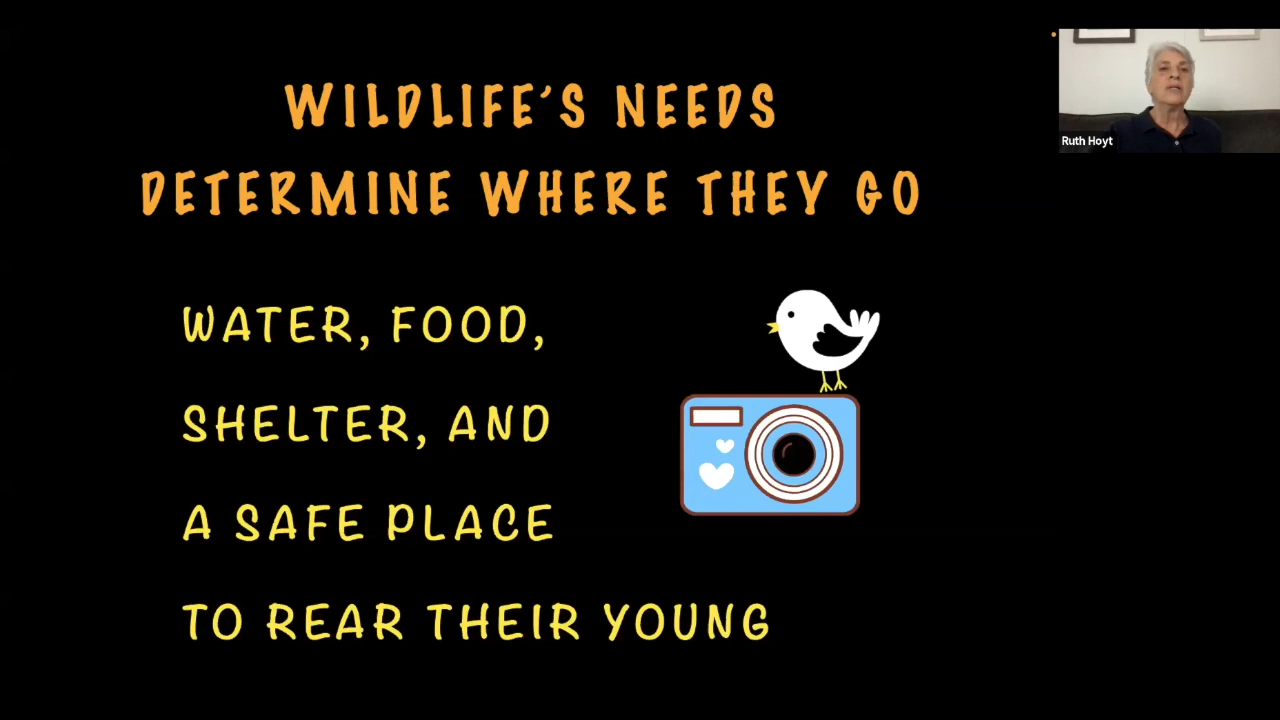 WILDLIFE'S NEEDS
DETERMINE WHERE THEY GO
WATER, FOOD,
SHELTER, AND
A SAFE PLACE
TO REAR THEIR YOUNG
Ruth Hoyt